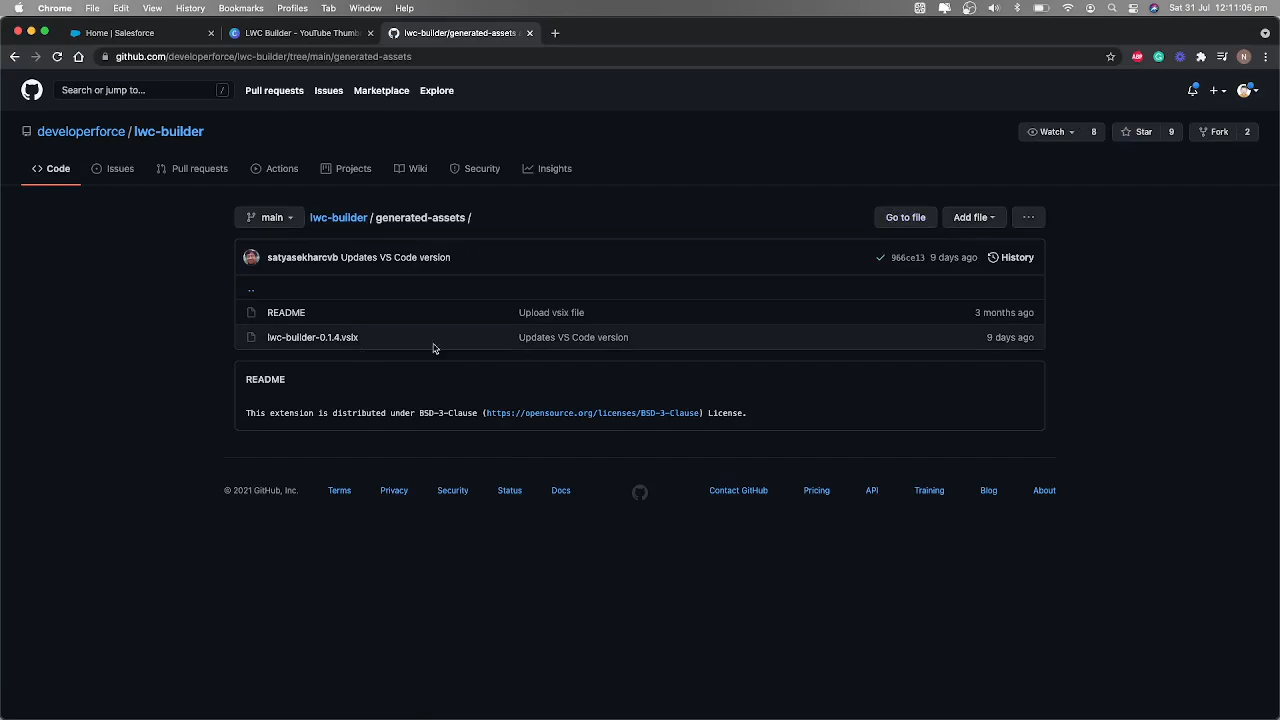 Chrome File Edit View History Bookmarks Profiles Tab Window Help Sat 31 Jul 12:11:05 pm
Home | Salesforce LWC Builder - YouTube Thumb lwc-builder/generated-assets
github.com/developerforce/lwc-builder/tree/main/generated-assets ABP N
Search or jump to... / Pull requests Issues Marketplace Explore
developerforce / lwc-builder Watch 8 Star 9 Fork 2
Code Issues Pull requests Actions Projects Wiki Security Insights
main lwc-builder / generated-assets / Go to file Add file ...
satyasekharcvb Updates VS Code version 966ce13 9 days ago History
..
README Upload vsix file 3 months ago
lwc-builder-0.1.4.vsix Updates VS Code version 9 days ago
README
This extension is distributed under BSD-3-Clause (https://opensource.org/licenses/BSD-3-Clause) License.
© 2021 GitHub, Inc. Terms Privacy Security Status Docs Contact GitHub Pricing API Training Blog About